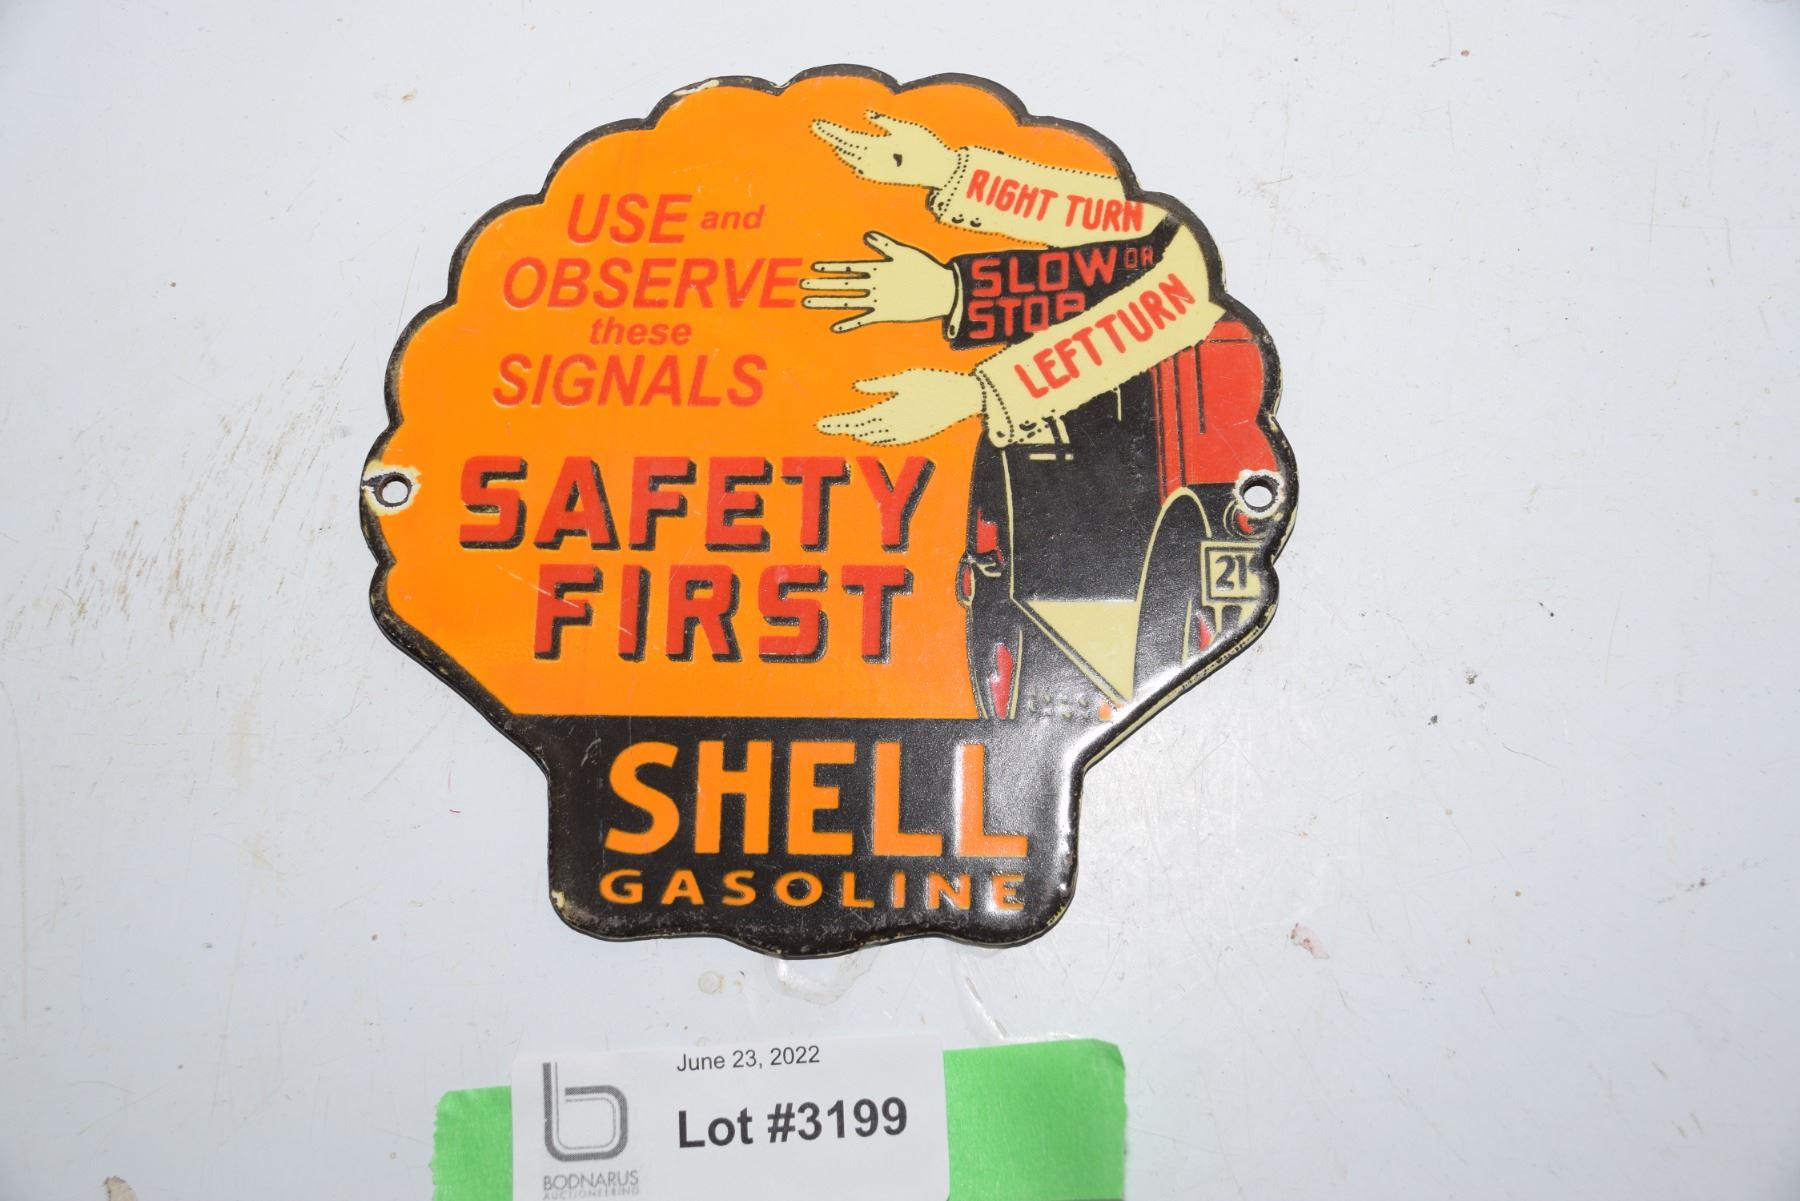 USE and
OBSERVE
these
SIGNALS
RIGHT TURN
SLOW OR
STOP
LEFT TURN
SAFETY
FIRST
21
SHELL
GASOLINE
June 23, 2022
Lot #3199
BODNARUS
AUCTIONEERING